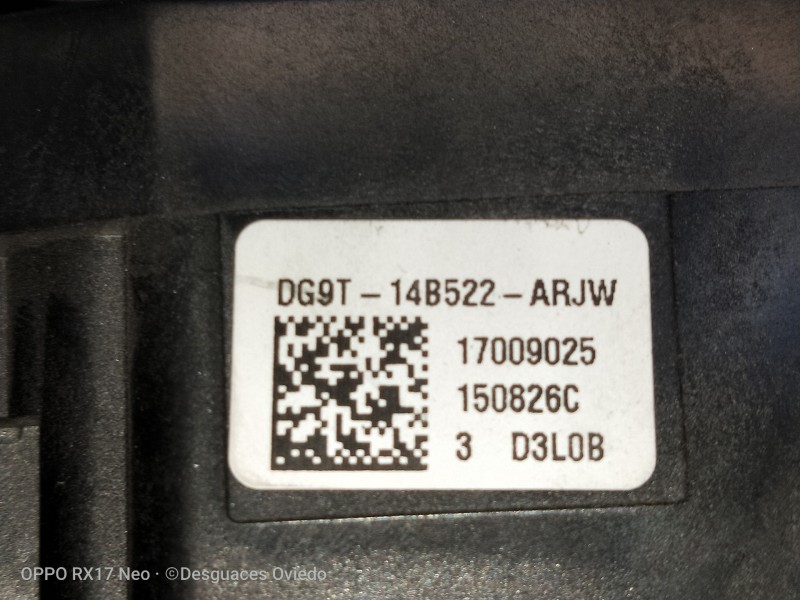 DG9T – 14B522 – ARJW
17009025
150826C
3 D3L0B
OPPO RX17 Neo · ©Desguaces Oviedo